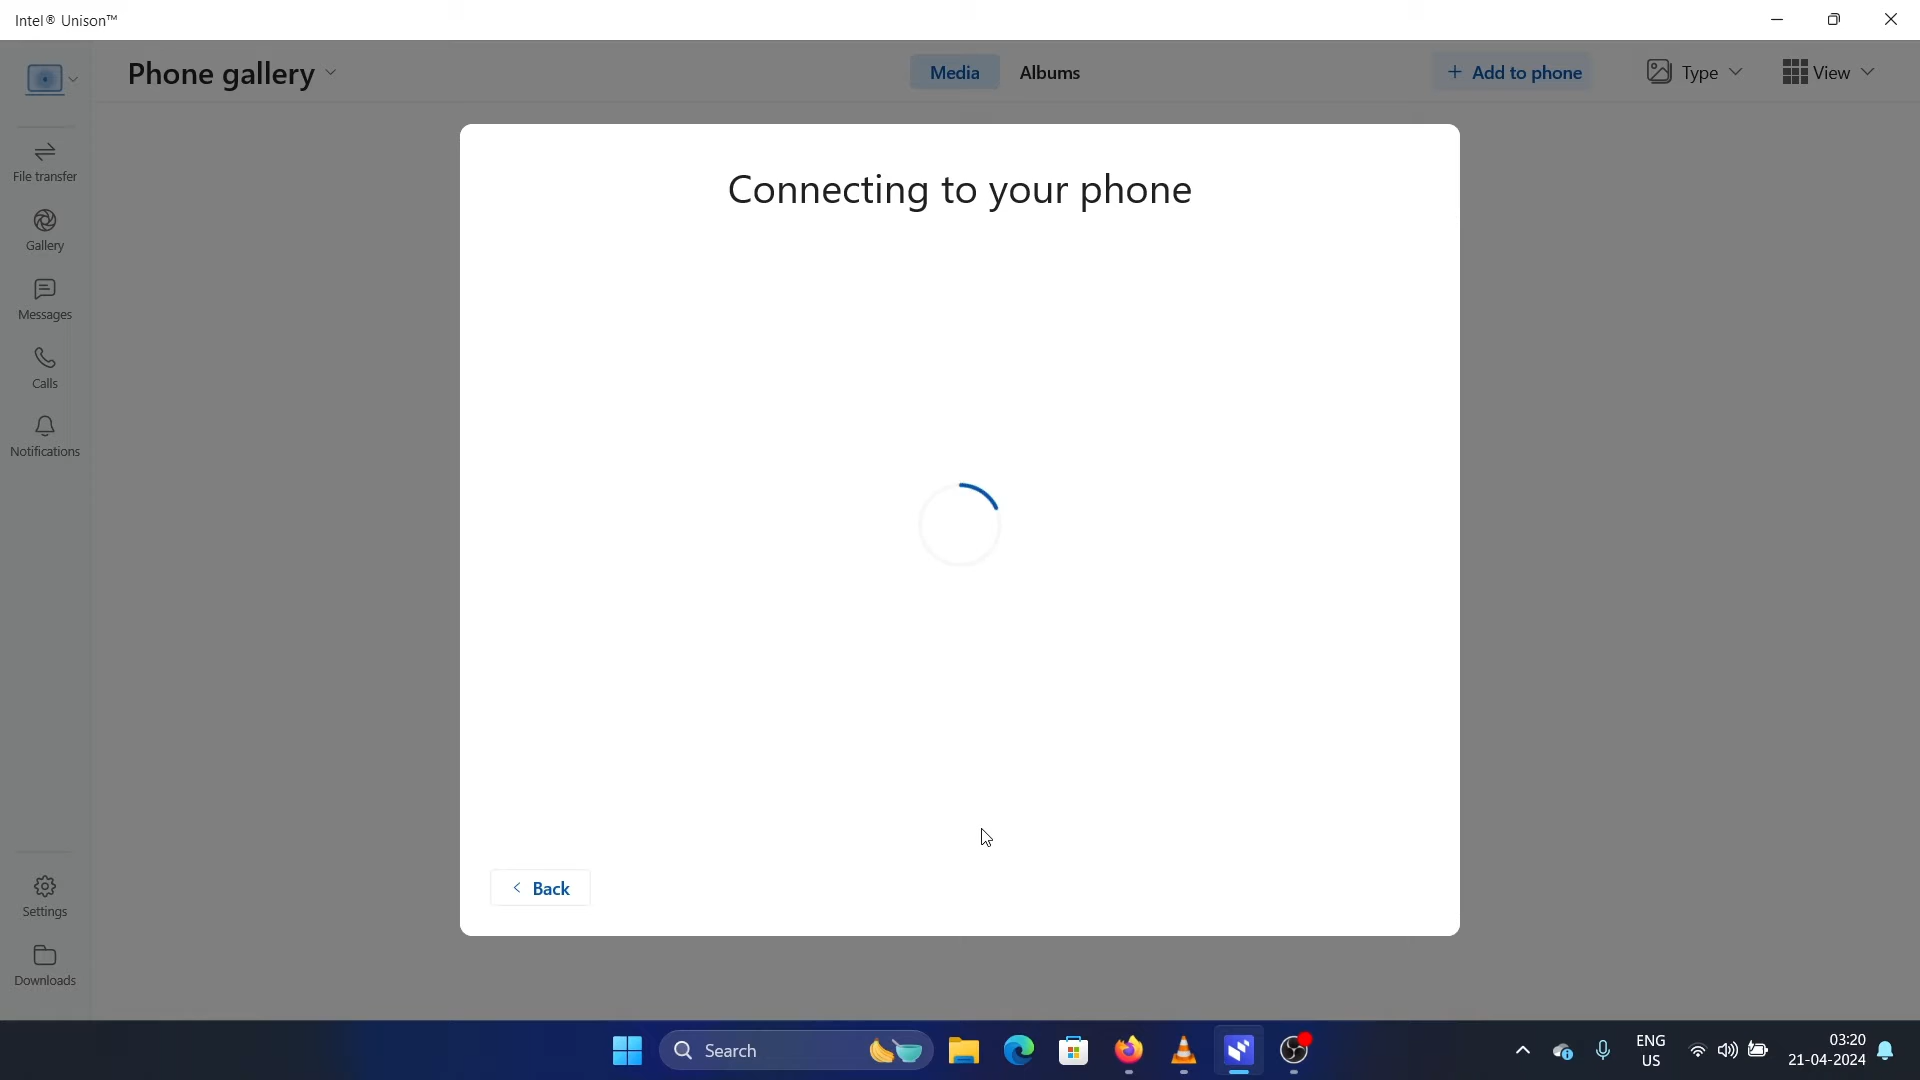 Intel® Unison™
Phone gallery
Media
Albums
+ Add to phone
Type
View
File transfer
Gallery
Messages
Calls
Notifications
Settings
Downloads
Connecting to your phone
Back
Search
ENG
US
03:20
21-04-2024